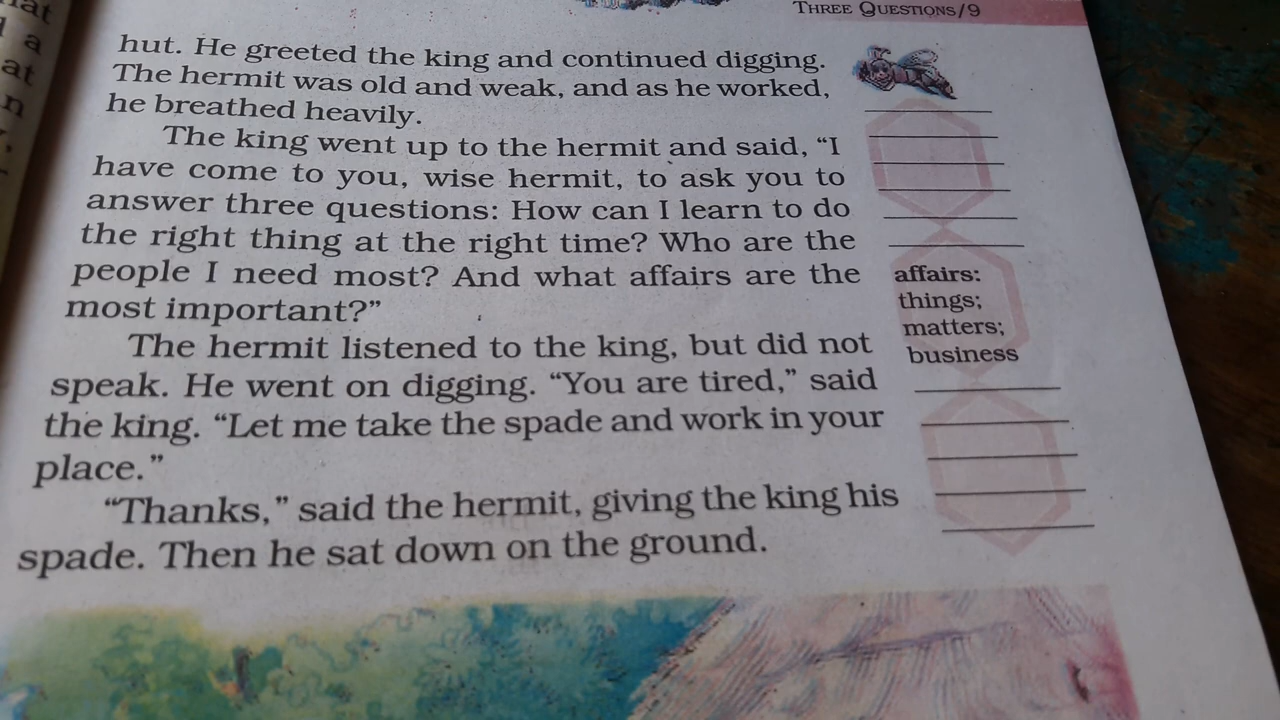 THREE QUESTIONS/9
hut. He greeted the king and continued digging.
The hermit was old and weak, and as he worked,
he breathed heavily.
The king went up to the hermit and said, “I
have come to you, wise hermit, to ask you to
answer three questions: How can I learn to do
the right thing at the right time? Who are the
people I need most? And what affairs are the
most important?”
The hermit listened to the king, but did not
speak. He went on digging. “You are tired,” said
the king. “Let me take the spade and work in your
place.”
“Thanks,” said the hermit, giving the king his
spade. Then he sat down on the ground.
affairs:
things;
matters;
business